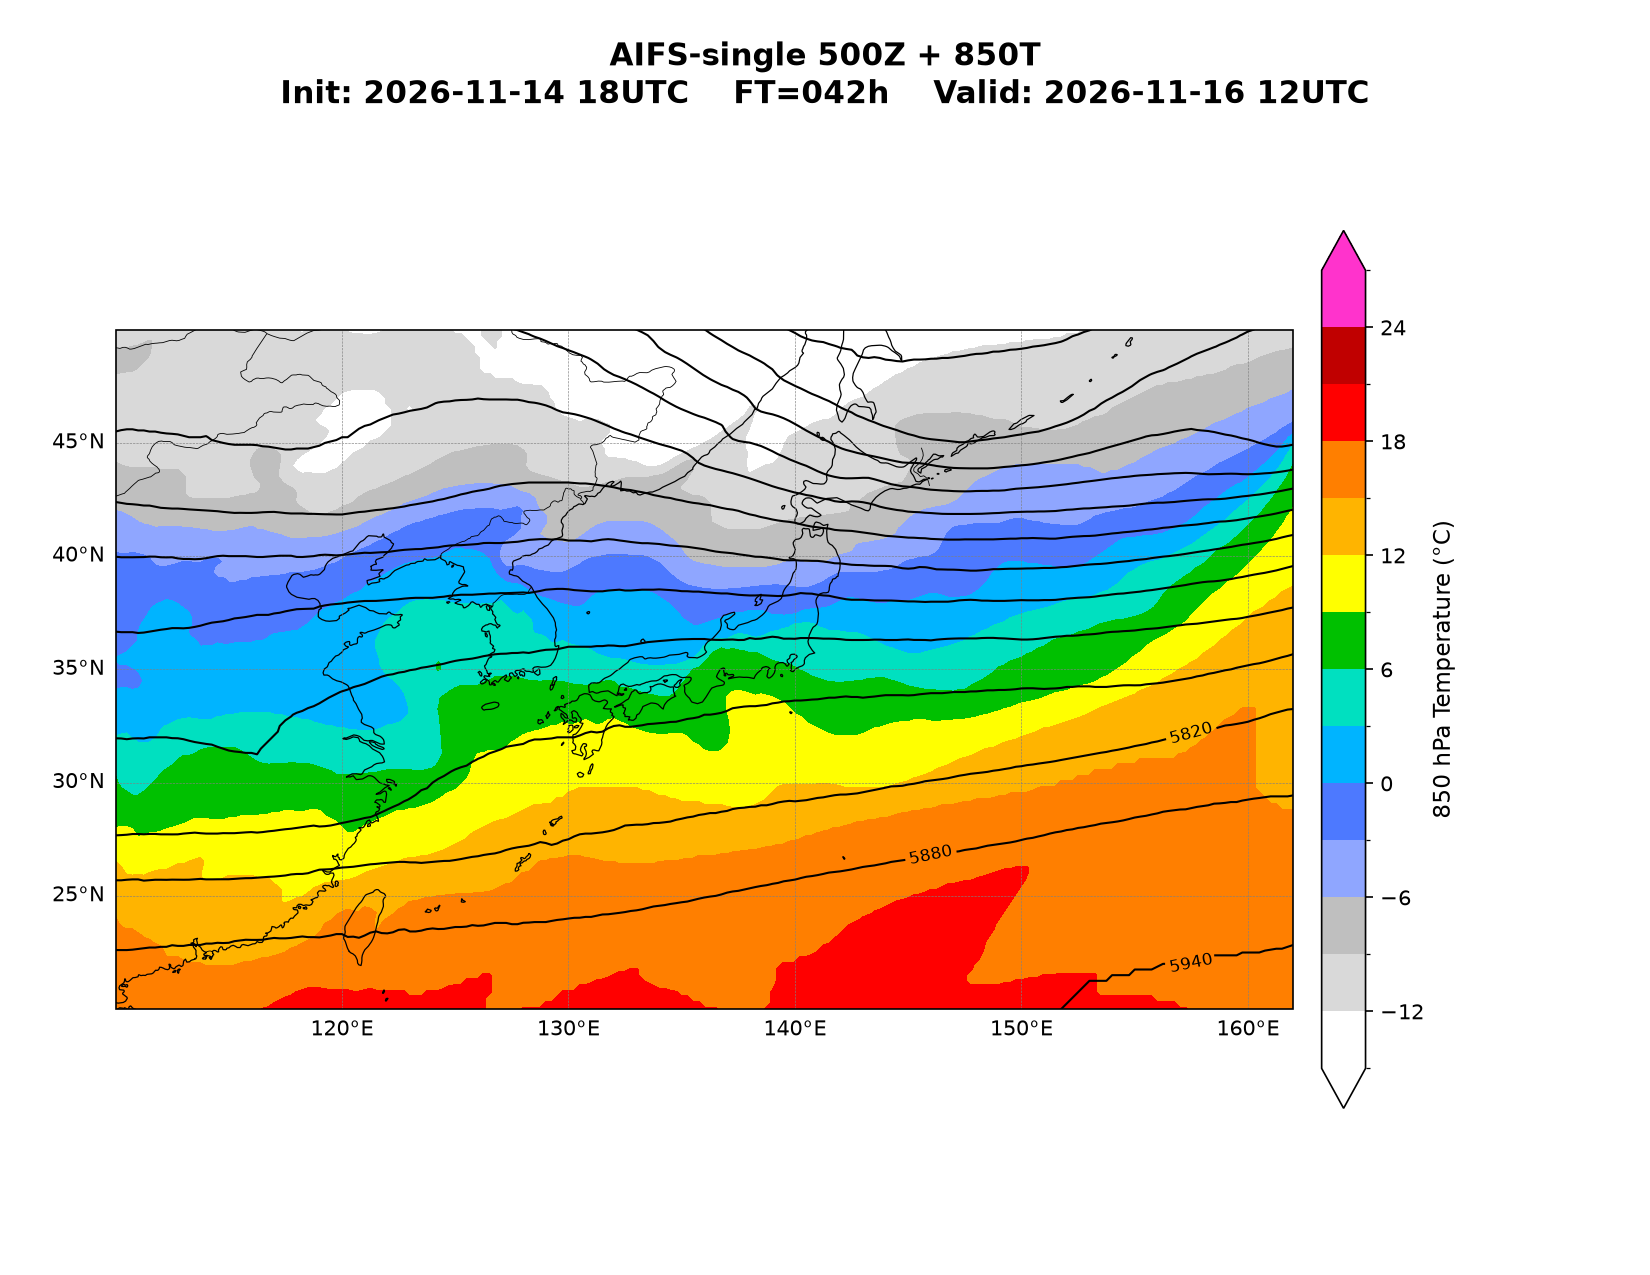 AIFS-single 500Z + 850T
Init: 2026-11-14 18UTC    FT=042h    Valid: 2026-11-16 12UTC
24
18
12
6
0
−6
−12
850 hPa Temperature (°C)
45°N
40°N
35°N
30°N
25°N
5820
5880
5940
120°E
130°E
140°E
150°E
160°E